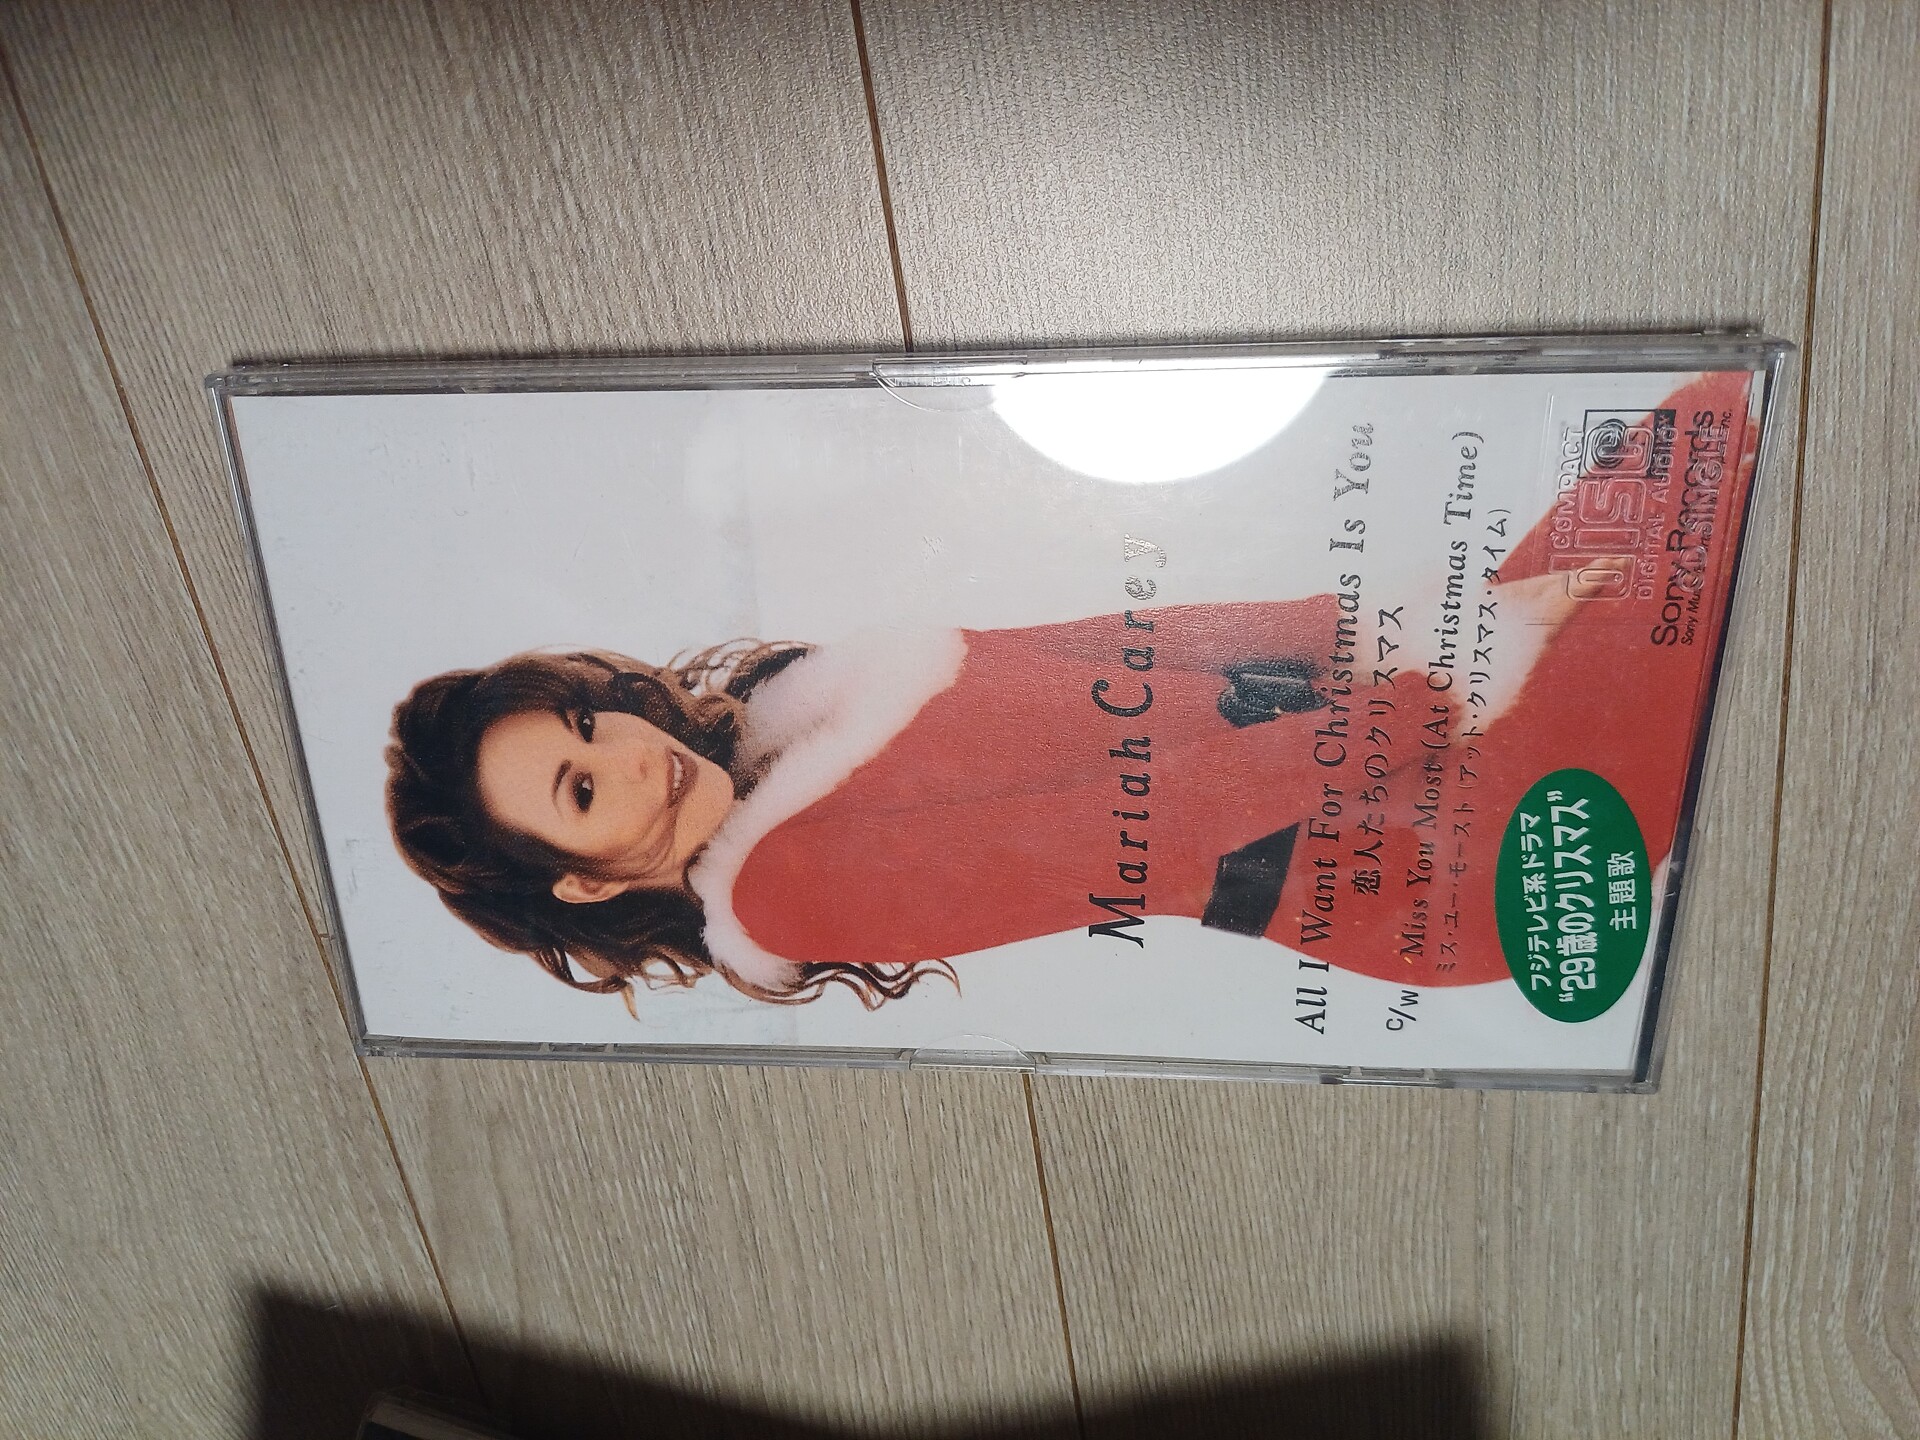 Mariah Carey
All I Want For Christmas Is You
恋人たちのクリスマス
c/w Miss You Most (At Christmas Time)
ミス・ユー・モースト (アット・クリスマス・タイム)
フジテレビ系ドラマ
“29歳のクリスマス”
主題歌
COMPACT
disc
DIGITAL AUDIO
CD SINGLE
Sony Records